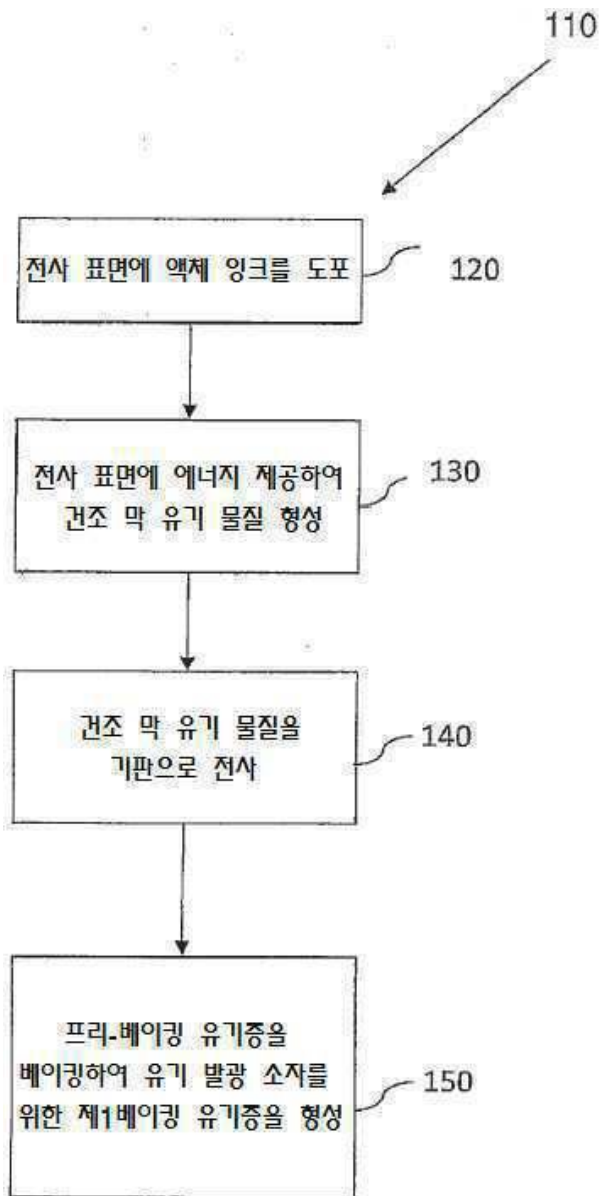 110
전사 표면에 액체 잉크를 도포
120
전사 표면에 에너지 제공하여
건조 막 유기 물질 형성
130
건조 막 유기 물질을
기판으로 전사
140
프리-베이킹 유기증을
베이킹하여 유기 발광 소자를
위한 제1베이킹 유기증을 형성
150